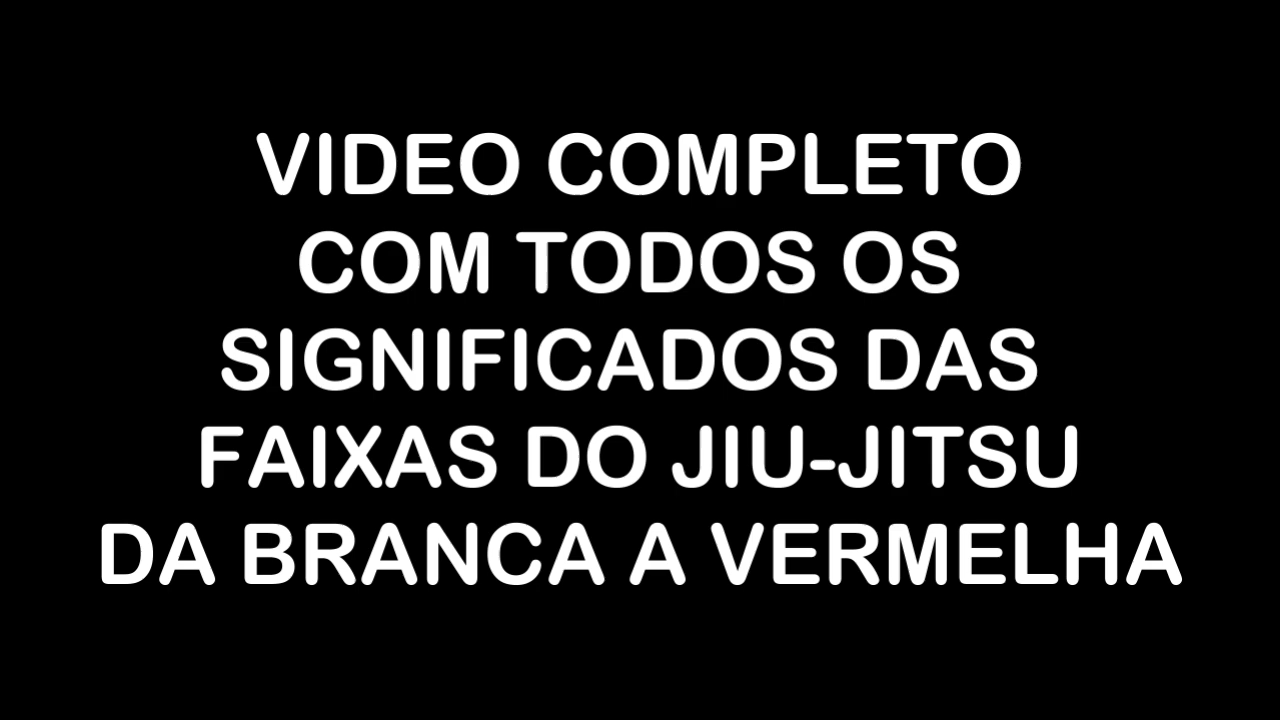 VIDEO COMPLETO
COM TODOS OS
SIGNIFICADOS DAS
FAIXAS DO JIU-JITSU
DA BRANCA A VERMELHA